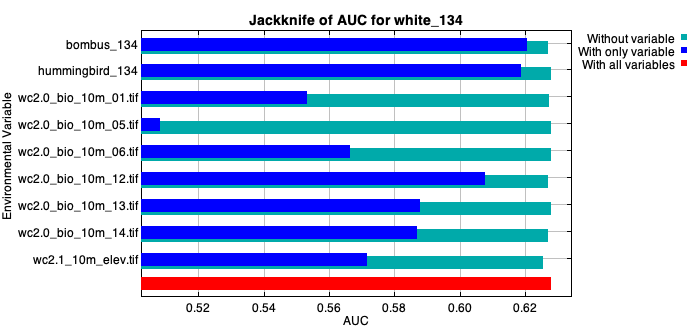 Jackknife of AUC for white_134
Without variable
With only variable
With all variables
Environmental Variable
bombus_134
hummingbird_134
wc2.0_bio_10m_01.tif
wc2.0_bio_10m_05.tif
wc2.0_bio_10m_06.tif
wc2.0_bio_10m_12.tif
wc2.0_bio_10m_13.tif
wc2.0_bio_10m_14.tif
wc2.1_10m_elev.tif
0.52 0.54 0.56 0.58 0.60 0.62
AUC